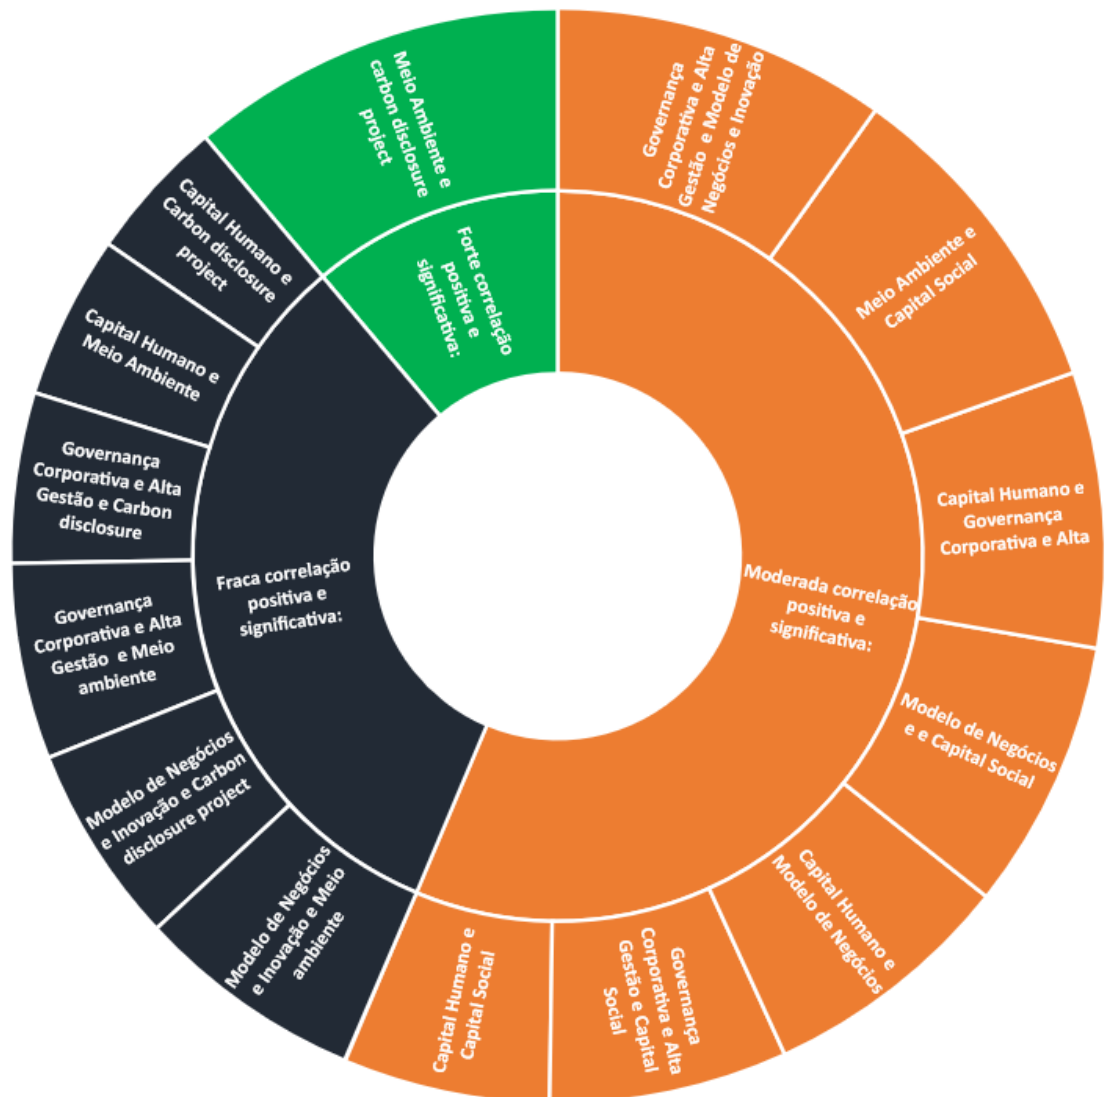 Meio Ambiente e
carbon disclosure
project
Forte correlação
positiva e
significativa:
Governança
Corporativa e Alta
Gestão e Modelo de
Negócios e Inovação
Meio Ambiente e
Capital Social
Capital Humano e
Governança
Corporativa e Alta
Moderada correlação
positiva e
significativa:
Modelo de Negócios
e e Capital Social
Capital Humano e
Modelo de Negócios
Governança
Corporativa e Alta
Gestão e Capital
Social
Capital Humano e
Capital Social
Modelo de Negócios
e Inovação e Meio
ambiente
Modelo de Negócios
e Inovação e Carbon
disclosure project
Governança
Corporativa e Alta
Gestão e Meio
ambiente
Governança
Corporativa e Alta
Gestão e Carbon
disclosure
Capital Humano e
Meio Ambiente
Capital Humano e
Carbon disclosure
project
Fraca correlação
positiva e
significativa: